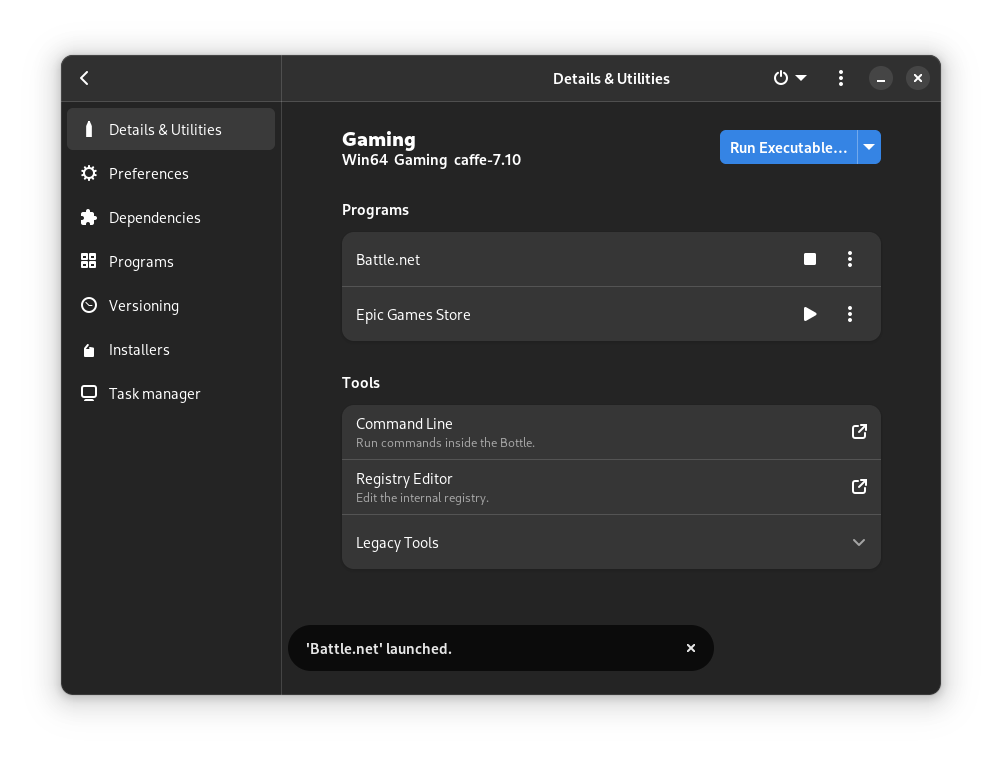 Details & Utilities
Details & Utilities
Preferences
Dependencies
Programs
Versioning
Installers
Task manager
Gaming
Win64 Gaming caffe-7.10
Run Executable…
Programs
Battle.net
Epic Games Store
Tools
Command Line
Run commands inside the Bottle.
Registry Editor
Edit the internal registry.
Legacy Tools
'Battle.net' launched.